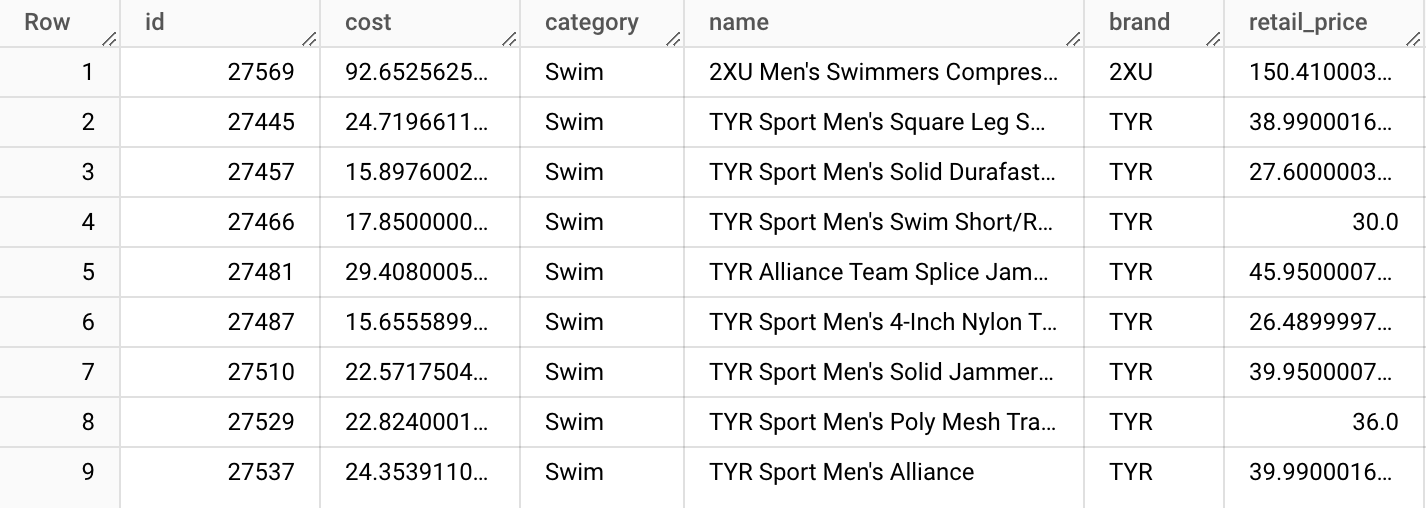 Row id cost category name brand retail_price
1 27569 92.6525625... Swim 2XU Men's Swimmers Compres... 2XU 150.410003...
2 27445 24.7196611... Swim TYR Sport Men's Square Leg S... TYR 38.9900016...
3 27457 15.8976002... Swim TYR Sport Men's Solid Durafast... TYR 27.6000003...
4 27466 17.8500000... Swim TYR Sport Men's Swim Short/R... TYR 30.0
5 27481 29.4080005... Swim TYR Alliance Team Splice Jam... TYR 45.9500007...
6 27487 15.6555899... Swim TYR Sport Men's 4-Inch Nylon T... TYR 26.4899997...
7 27510 22.5717504... Swim TYR Sport Men's Solid Jammer... TYR 39.9500007...
8 27529 22.8240001... Swim TYR Sport Men's Poly Mesh Tra... TYR 36.0
9 27537 24.3539110... Swim TYR Sport Men's Alliance TYR 39.9900016...